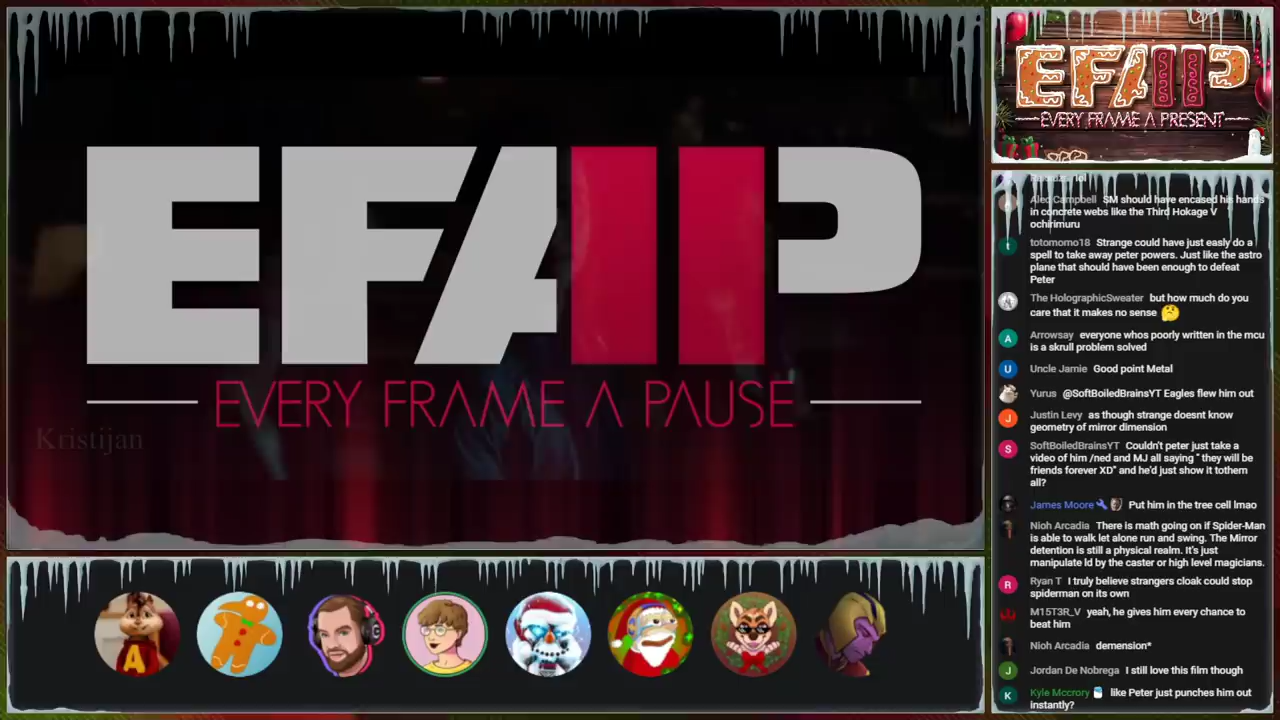 EFAP
EVERY FRAME A PAUSE
Kristijan
EFAP
EVERY FRAME A PRESENT
lol
Alec Campbell SM should have encased his hands
in concrete webs like the Third Hokage V
ochirimuru
totomomo18 Strange could have just easly do a
spell to take away peter powers. Just like the astro
plane that should have been enough to defeat
Peter
The HolographicSweater but how much do you
care that it makes no sense 🤔
Arrowsay everyone whos poorly written in the mcu
is a skrull problem solved
Uncle Jamie Good point Metal
Yurus @SoftBoiledBrainsYT Eagles flew him out
Justin Levy as though strange doesnt know
geometry of mirror dimension
SoftBoiledBrainsYT Couldn't peter just take a
video of him /ned and MJ all saying " they will be
friends forever XD" and he'd just show it tothem
all?
James Moore Put him in the tree cell lmao
Nioh Arcadia There is math going on if Spider-Man
is able to walk let alone run and swing. The Mirror
detention is still a physical realm. It's just
manipulate ld by the caster or high level magicians.
Ryan T I truly believe strangers cloak could stop
spiderman on its own
M15T3R_V yeah, he gives him every chance to
beat him
Nioh Arcadia demension*
Jordan De Nobrega I still love this film though
Kyle Mccrory like Peter just punches him out
instantly?